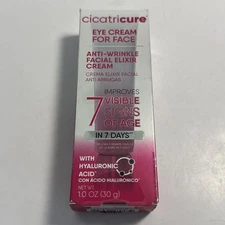 cicatricure®
EYE CREAM
FOR FACE
ANTI-WRINKLE
FACIAL ELIXIR
CREAM
CREMA ELIXIR FACIAL
ANTI-ARRUGAS
IMPROVES
7 VISIBLE
SIGNS
OF AGE
IN 7 DAYS
WITH
HYALURONIC
ACID
CON ÁCIDO HIALURÓNICO
NET WT.
1.0 OZ (30 g)